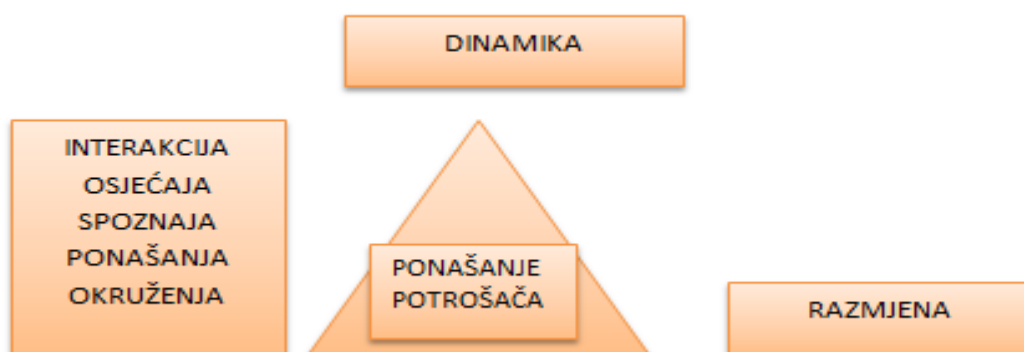 DINAMIKA
INTERAKCIJA
OSJEĆAJA
SPOZNAJA
PONAŠANJA
OKRUŽENJA
PONAŠANJE
POTROŠAČA
RAZMJENA